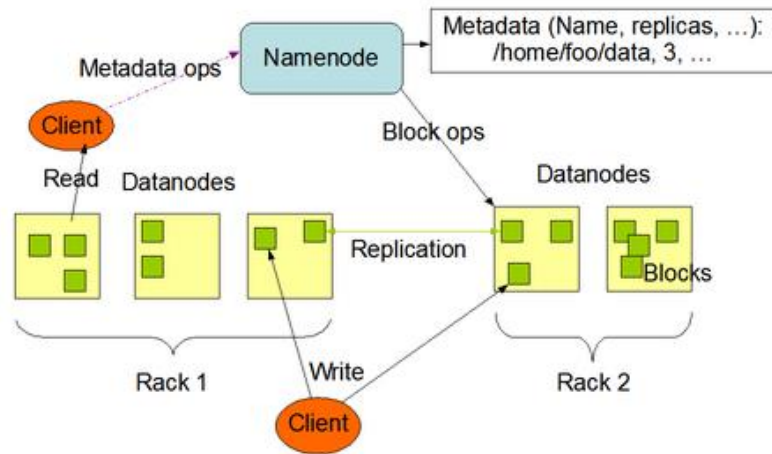 Metadata (Name, replicas, …):
/home/foo/data, 3, …
Namenode
Metadata ops
Client
Block ops
Read
Datanodes
Datanodes
Replication
Blocks
Rack 1
Write
Rack 2
Client